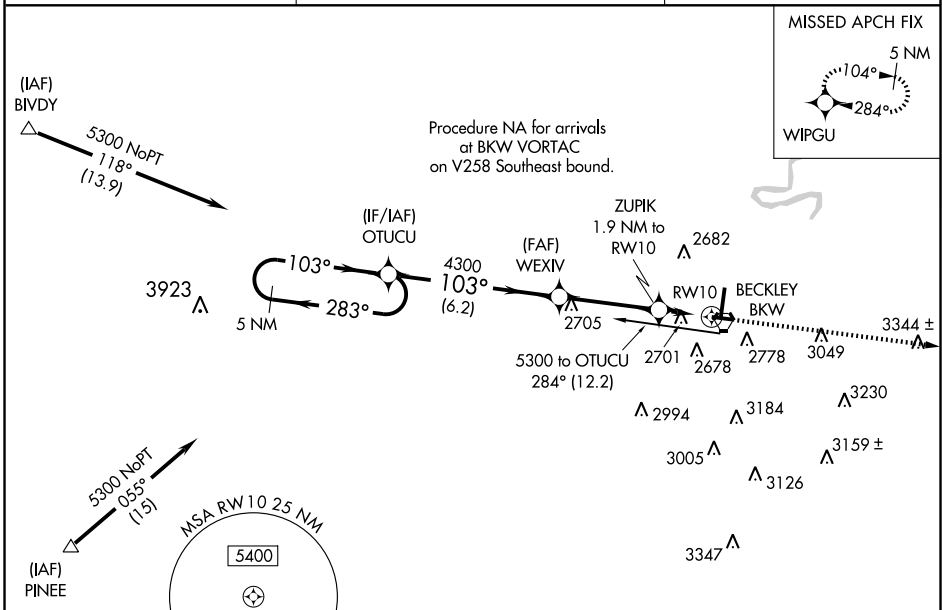 MISSED APCH FIX
5 NM
104°
284°
WIPGU
(IAF)
BIVDY
5300 NoPT
118°
(13.9)
Procedure NA for arrivals
at BKW VORTAC
on V258 Southeast bound.
(IF/IAF)
OTUCU
103°
283°
5 NM
3923
4300
103°
(6.2)
(FAF)
WEXIV
2705
ZUPIK
1.9 NM to
RW10
2682
RW10
BECKLEY
BKW
5300 to OTUCU
284° (12.2)
2701
2678
2778
3049
3344 ±
2994
3184
3230
3005
3159 ±
3126
3347
5300 NoPT
055°
(15)
(IAF)
PINEE
MSA RW10 25 NM
5400